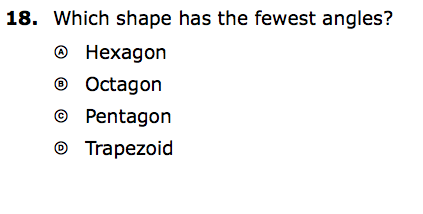 18. Which shape has the fewest angles?
Ⓐ Hexagon
Ⓑ Octagon
Ⓒ Pentagon
Ⓓ Trapezoid